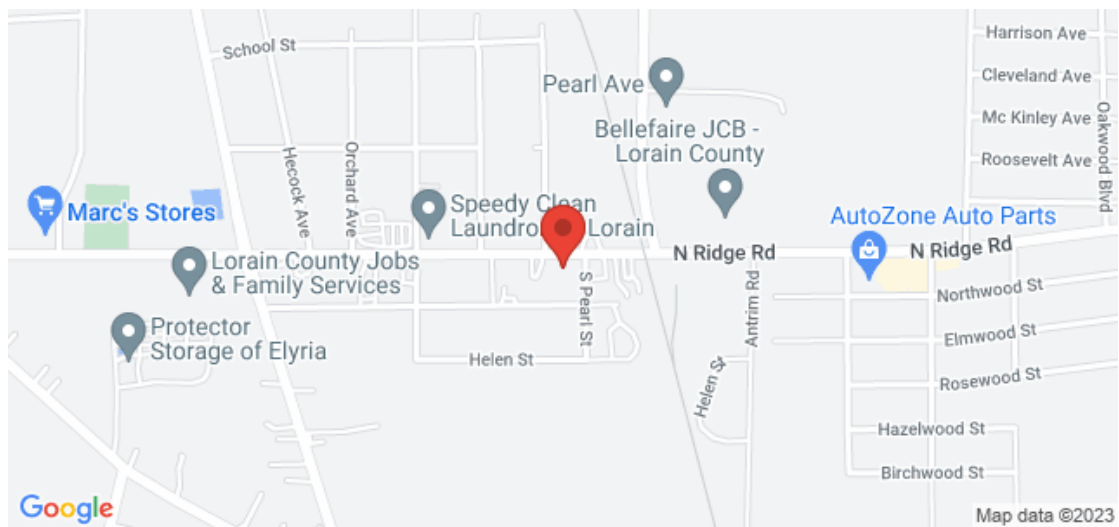 School St
Harrison Ave
Cleveland Ave
Mc Kinley Ave
Roosevelt Ave
Oakwood Blvd
Pearl Ave
Bellefaire JCB -
Lorain County
Hecock Ave
Orchard Ave
Marc's Stores
Speedy Clean
Lorain
AutoZone Auto Parts
N Ridge Rd
N Ridge Rd
Lorain County Jobs
& Family Services
S Pearl St
Antrim Rd
Northwood St
Protector
Storage of Elyria
Elmwood St
Helen St
Helen St
Rosewood St
Hazelwood St
Birchwood St
Google
Map data ©2023